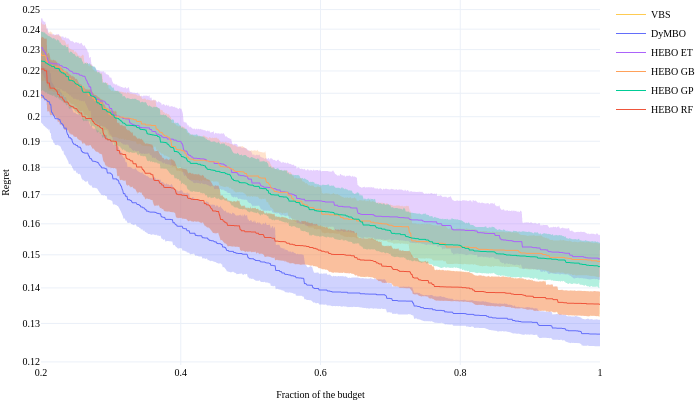 0.25
0.24
0.23
0.22
0.21
0.2
0.19
0.18
0.17
0.16
0.15
0.14
0.13
0.12
Regret
0.2 0.4 0.6 0.8 1
Fraction of the budget
VBS
DyMBO
HEBO ET
HEBO GB
HEBO GP
HEBO RF